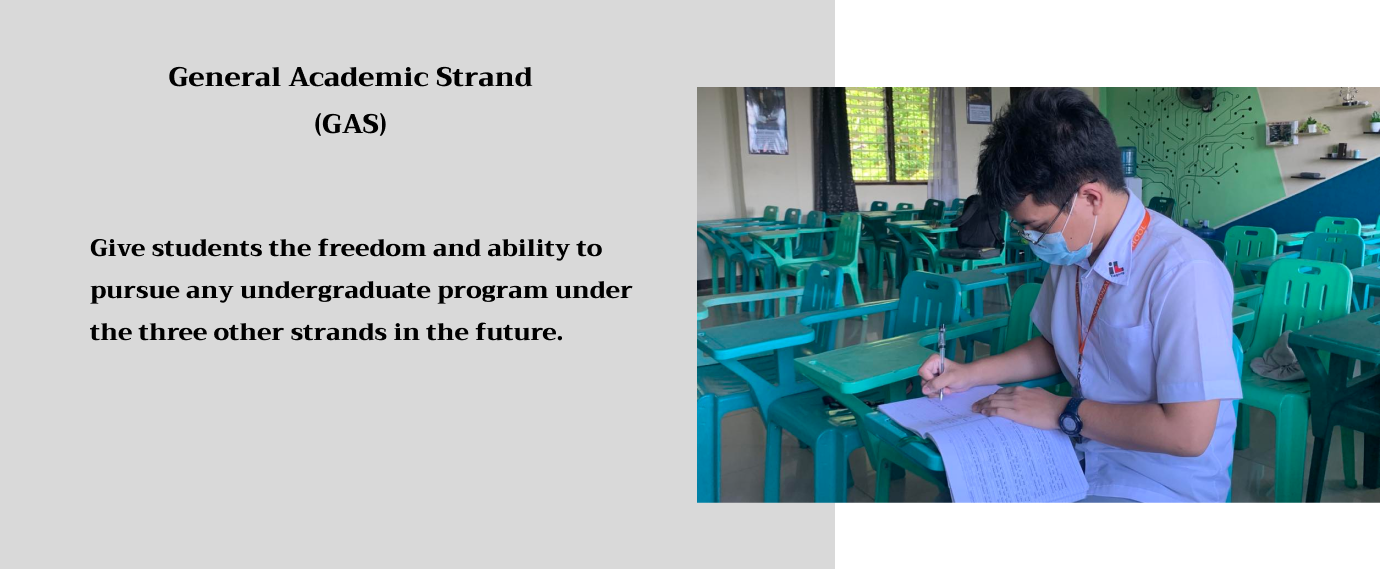 General Academic Strand
(GAS)
Give students the freedom and ability to
pursue any undergraduate program under
the three other strands in the future.